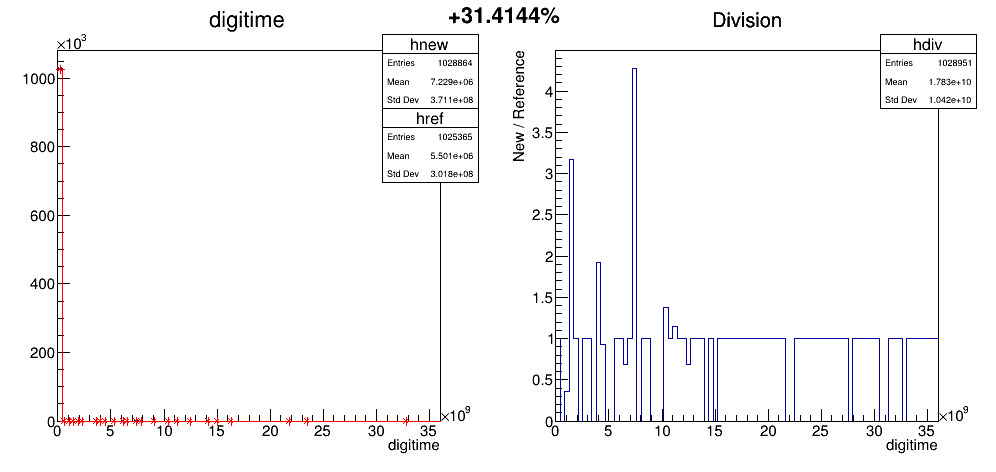 +31.4144%
digitime
×10³
hnew
Entries 1028864
Mean 7.229e+06
Std Dev 3.711e+08
href
Entries 1025365
Mean 5.501e+06
Std Dev 3.018e+08
1000
800
600
400
200
0
0 5 10 15 20 25 30 35
×10⁹
digitime
Division
hdiv
Entries 1028951
Mean 1.783e+10
Std Dev 1.042e+10
New / Reference
4
3.5
3
2.5
2
1.5
1
0.5
0
0 5 10 15 20 25 30 35
×10⁹
digitime